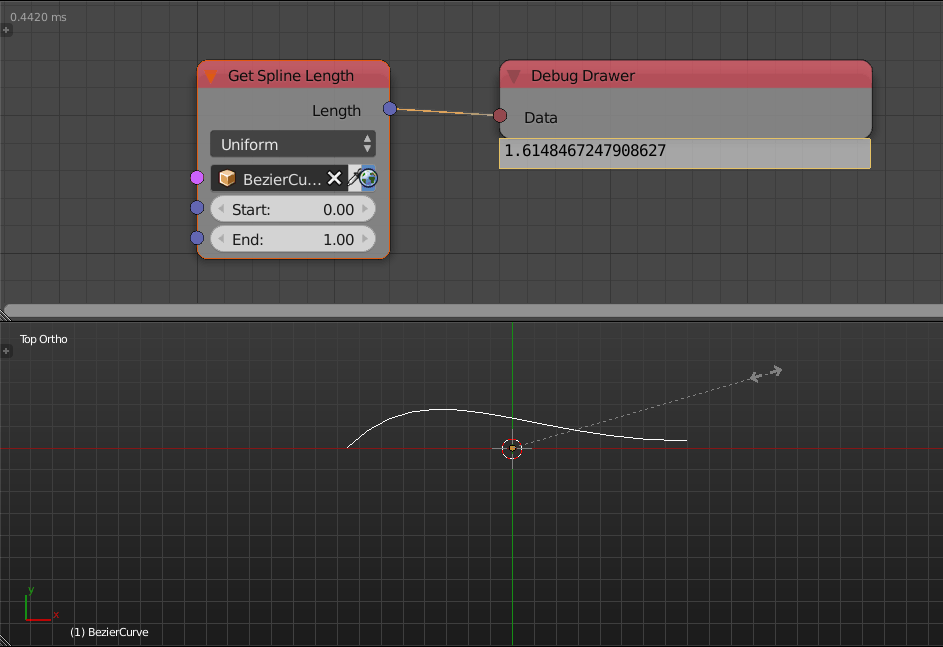 0.4420 ms
Get Spline Length
Debug Drawer
Length
Data
Uniform
1.6148467247908627
BezierCu...
Start: 0.00
End: 1.00
Top Ortho
y
x
(1) BezierCurve